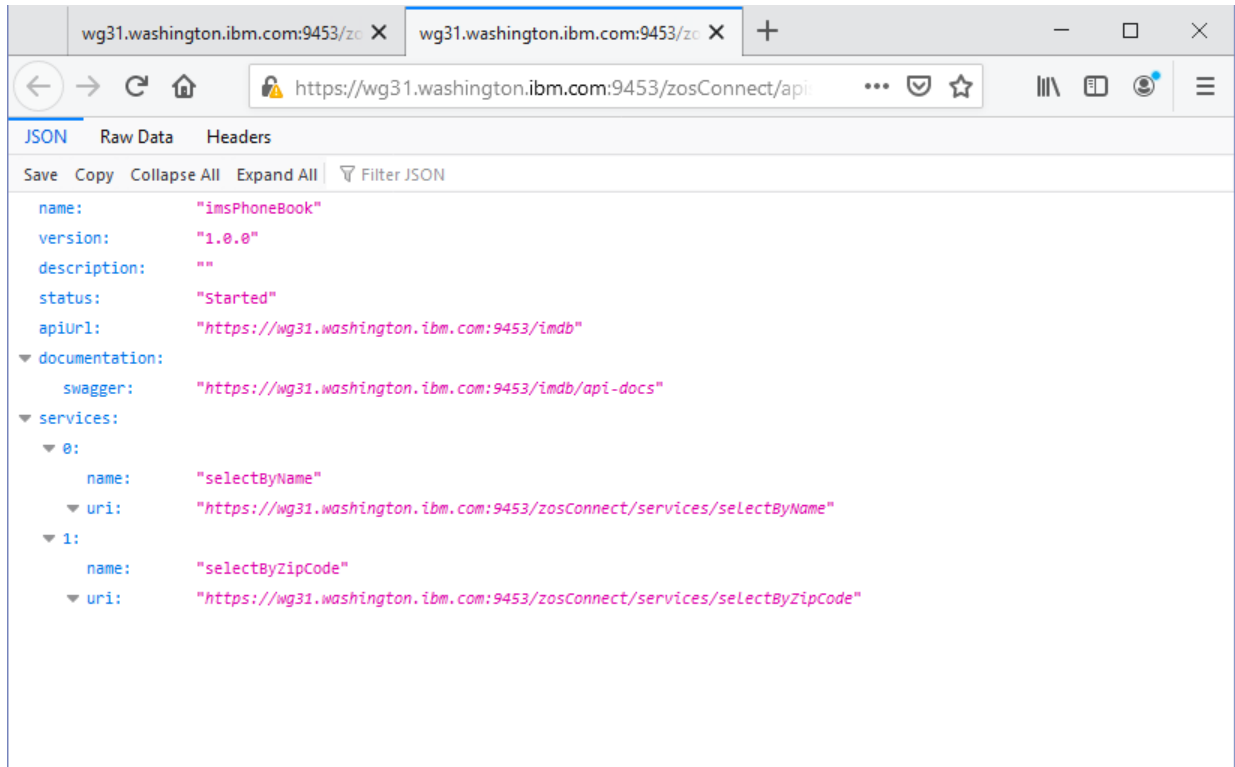 wg31.washington.ibm.com:9453/zo wg31.washington.ibm.com:9453/zo
https://wg31.washington.ibm.com:9453/zosConnect/api
JSON Raw Data Headers
Save Copy Collapse All Expand All Filter JSON
name: "imsPhoneBook"
version: "1.0.0"
description: ""
status: "Started"
apiUrl: "https://wg31.washington.ibm.com:9453/imdb"
documentation:
swagger: "https://wg31.washington.ibm.com:9453/imdb/api-docs"
services:
0:
name: "selectByName"
uri: "https://wg31.washington.ibm.com:9453/zosConnect/services/selectByName"
1:
name: "selectByZipCode"
uri: "https://wg31.washington.ibm.com:9453/zosConnect/services/selectByZipCode"